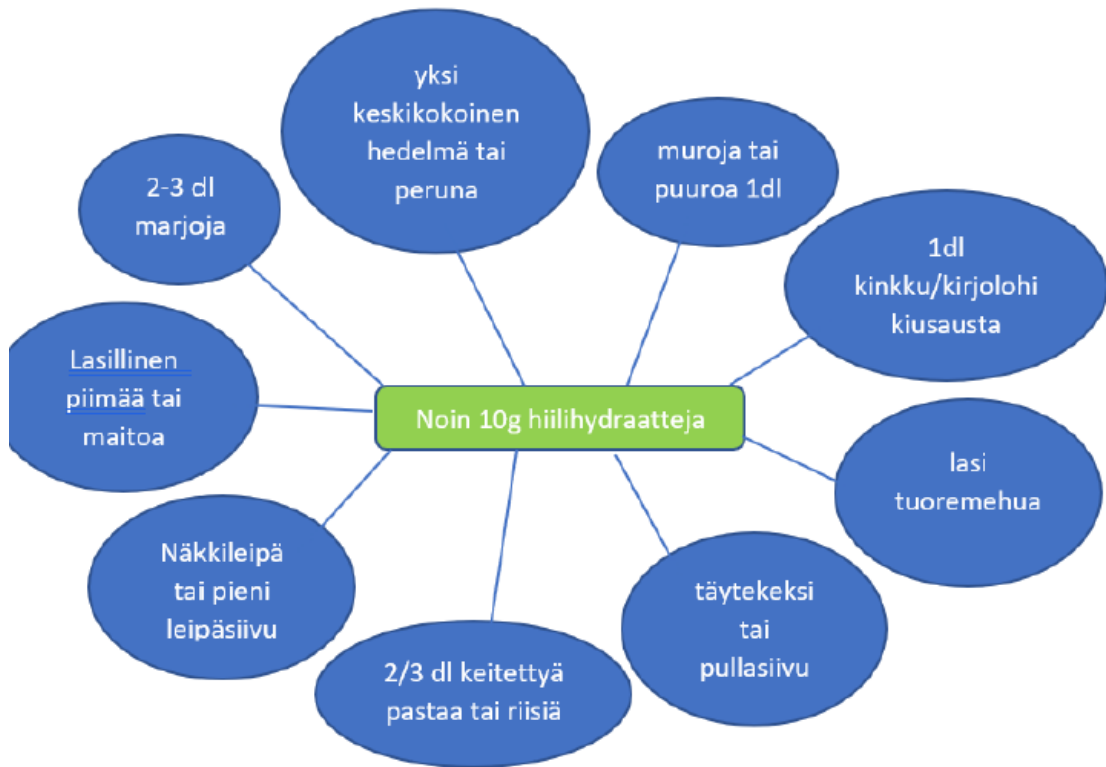 yksi
keskikokoinen
hedelmä tai
peruna
muroja tai
puuroa 1dl
1dl
kinkku/kirjolohi
kiusausta
lasi
tuoremehua
täytekeksi
tai
pullasiivu
2/3 dl keitettyä
pastaa tai riisiä
Näkkileipä
tai pieni
leipäsiivu
Lasillinen
piimää tai
maitoa
2-3 dl
marjoja
Noin 10g hiilihydraatteja